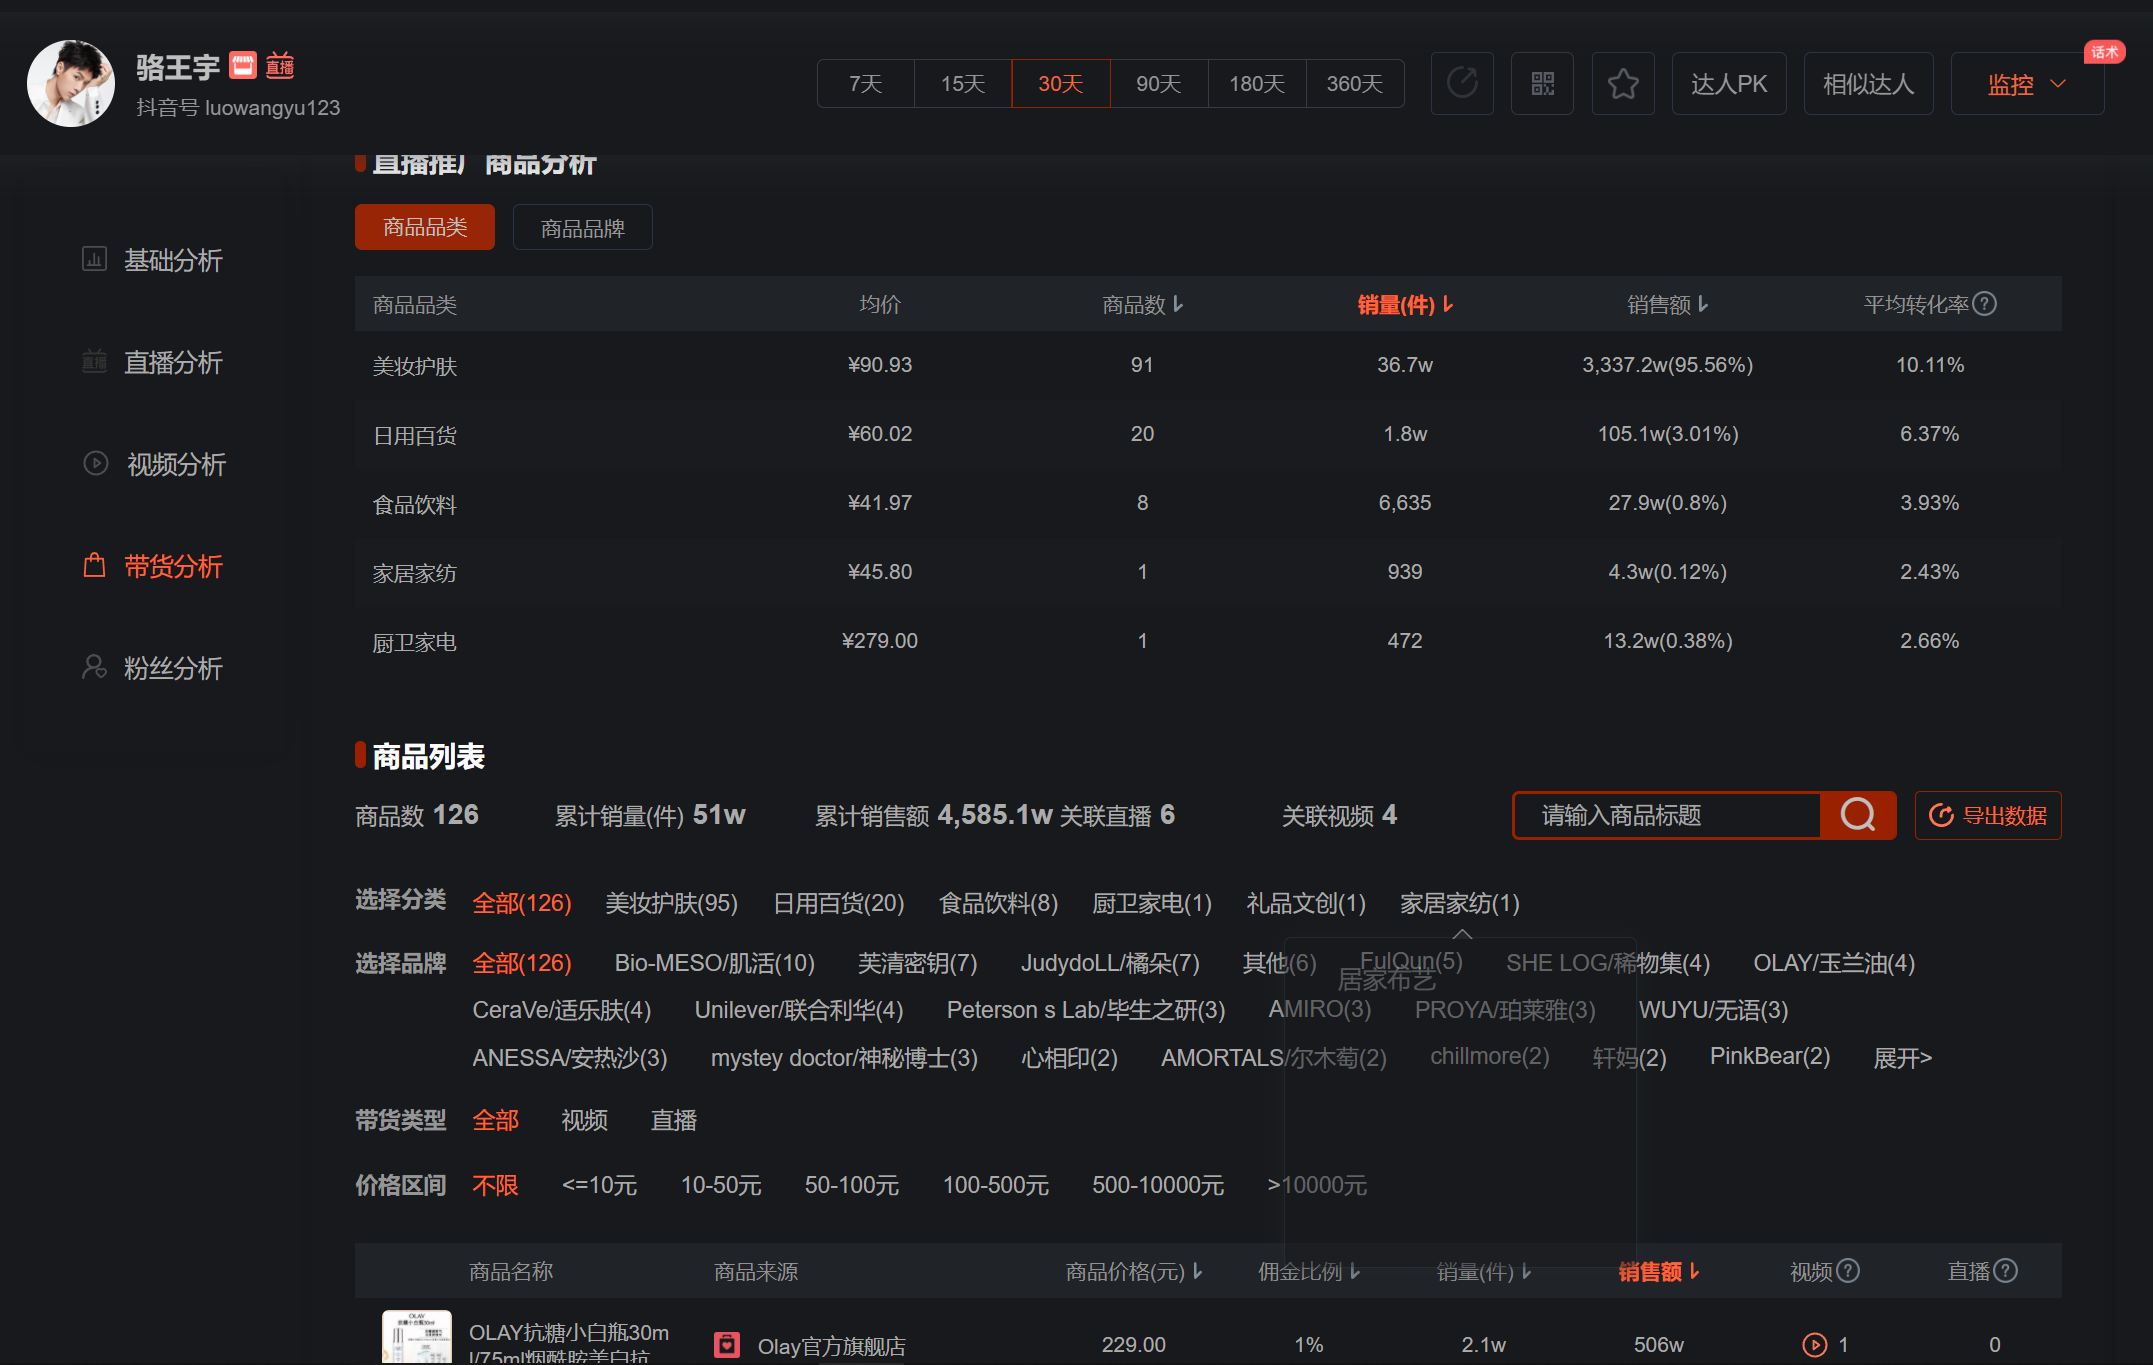 骆王宇 直播
抖音号 luowangyu123
7天 15天 30天 90天 180天 360天 达人PK 相似达人 监控 话术
直播推广商品分析
商品品类 商品品牌
基础分析
直播分析
视频分析
带货分析
粉丝分析
商品品类 均价 商品数 销量(件) 销售额 平均转化率
美妆护肤 ¥90.93 91 36.7w 3,337.2w(95.56%) 10.11%
日用百货 ¥60.02 20 1.8w 105.1w(3.01%) 6.37%
食品饮料 ¥41.97 8 6,635 27.9w(0.8%) 3.93%
家居家纺 ¥45.80 1 939 4.3w(0.12%) 2.43%
厨卫家电 ¥279.00 1 472 13.2w(0.38%) 2.66%
商品列表
商品数 126 累计销量(件) 51w 累计销售额 4,585.1w 关联直播 6 关联视频 4 请输入商品标题 导出数据
选择分类 全部(126) 美妆护肤(95) 日用百货(20) 食品饮料(8) 厨卫家电(1) 礼品文创(1) 家居家纺(1)
选择品牌 全部(126) Bio-MESO/肌活(10) 芙清密钥(7) JudydoLL/橘朵(7) 其他(6) FulQun(5) SHE LOG/稀物集(4) OLAY/玉兰油(4)
居家布艺
CeraVe/适乐肤(4) Unilever/联合利华(4) Peterson s Lab/毕生之研(3) AMIRO(3) PROYA/珀莱雅(3) WUYU/无语(3)
ANESSA/安热沙(3) mystey doctor/神秘博士(3) 心相印(2) AMORTALS/尔木萄(2) chillmore(2) 轩妈(2) PinkBear(2) 展开>
带货类型 全部 视频 直播
价格区间 不限 <=10元 10-50元 50-100元 100-500元 500-10000元 >10000元
商品名称 商品来源 商品价格(元) 佣金比例 销量(件) 销售额 视频 直播
OLAY抗糖小白瓶30m
l/75ml烟酰胺美白抗
Olay官方旗舰店 229.00 1% 2.1w 506w 1 0